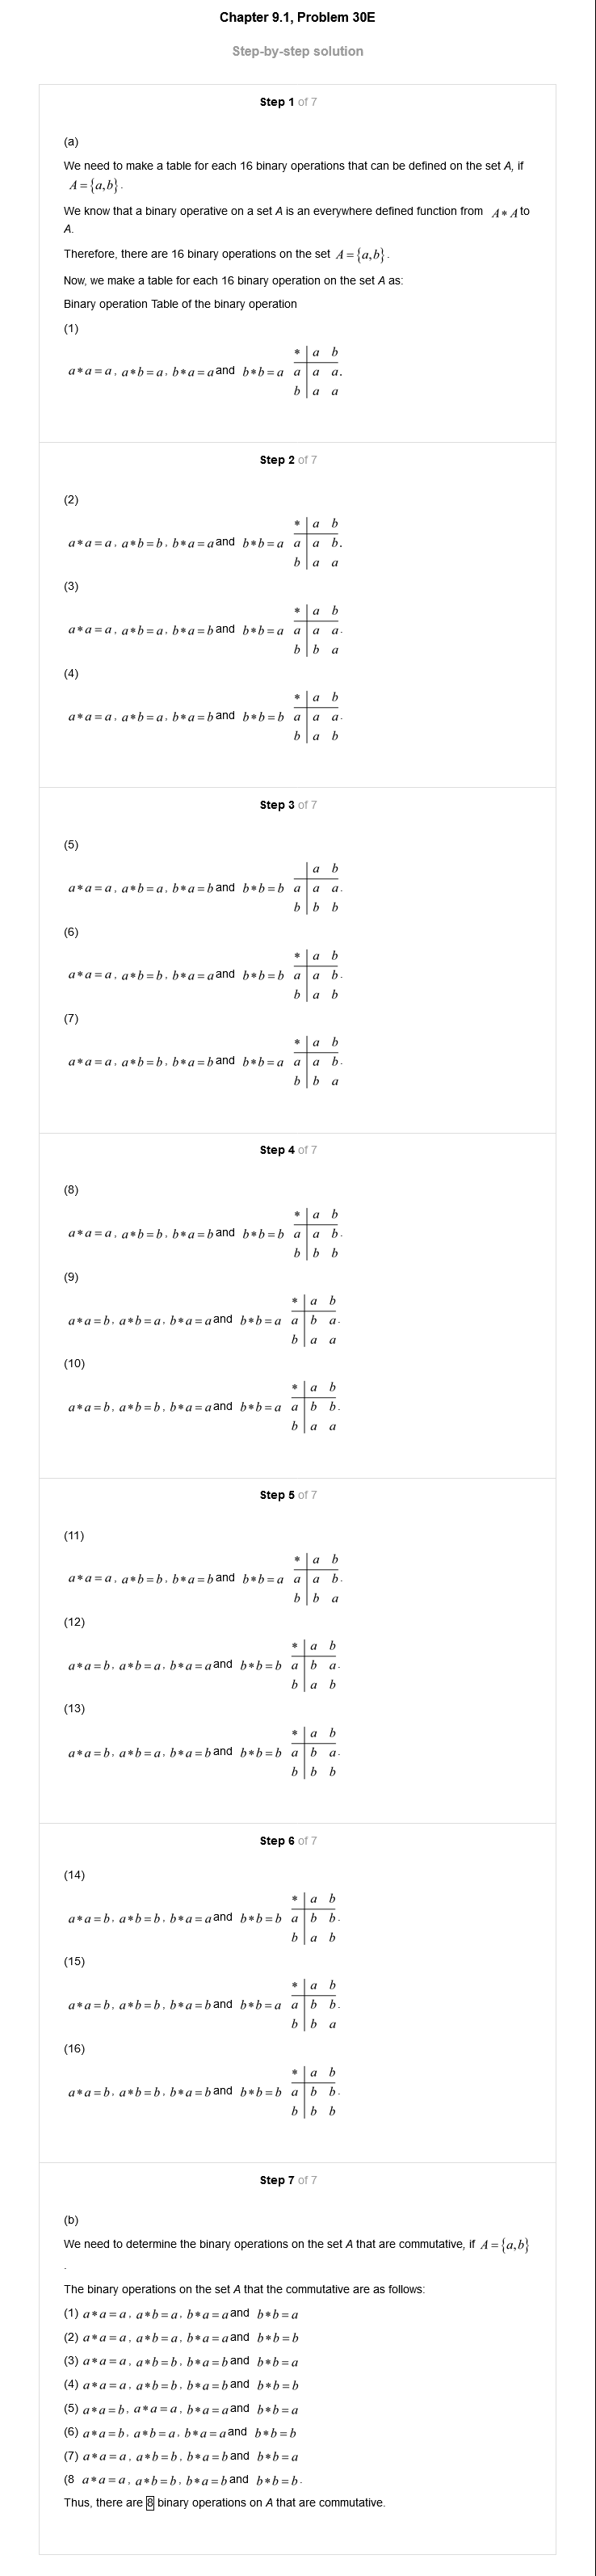 Chapter 9.1, Problem 30E
Step-by-step solution
Step 1 of 7
(a)
We need to make a table for each 16 binary operations that can be defined on the set A, if
A = {a,b}.
We know that a binary operative on a set A is an everywhere defined function from A * A to
A.
Therefore, there are 16 binary operations on the set A = {a,b}.
Now, we make a table for each 16 binary operation on the set A as:
Binary operation Table of the binary operation
(1)
* | a b
a*a = a, a*b = a, b*a = a and b*b = a a | a a.
b | a a
Step 2 of 7
(2)
* | a b
a*a = a, a*b = b, b*a = a and b*b = a a | a b.
b | a a
(3)
* | a b
a*a = a, a*b = a, b*a = b and b*b = a a | a a.
b | b a
(4)
* | a b
a*a = a, a*b = a, b*a = b and b*b = b a | a a.
b | a b
Step 3 of 7
(5)
| a b
a*a = a, a*b = a, b*a = b and b*b = b a | a a.
b | b b
(6)
* | a b
a*a = a, a*b = b, b*a = a and b*b = b a | a b.
b | a b
(7)
* | a b
a*a = a, a*b = b, b*a = b and b*b = a a | a b.
b | b a
Step 4 of 7
(8)
* | a b
a*a = a, a*b = b, b*a = b and b*b = b a | a b.
b | b b
(9)
* | a b
a*a = b, a*b = a, b*a = a and b*b = a a | b a.
b | a a
(10)
* | a b
a*a = b, a*b = b, b*a = a and b*b = a a | b b.
b | a a
Step 5 of 7
(11)
* | a b
a*a = a, a*b = b, b*a = b and b*b = a a | a b.
b | b a
(12)
* | a b
a*a = b, a*b = a, b*a = a and b*b = b a | b a.
b | a b
(13)
* | a b
a*a = b, a*b = a, b*a = b and b*b = b a | b a.
b | b b
Step 6 of 7
(14)
* | a b
a*a = b, a*b = b, b*a = a and b*b = b a | b b.
b | a b
(15)
* | a b
a*a = b, a*b = b, b*a = b and b*b = a a | b b.
b | b a
(16)
* | a b
a*a = b, a*b = b, b*a = b and b*b = b a | b b.
b | b b
Step 7 of 7
(b)
We need to determine the binary operations on the set A that are commutative, if A = {a,b}
.
The binary operations on the set A that the commutative are as follows:
(1) a*a = a, a*b = a, b*a = a and b*b = a
(2) a*a = a, a*b = a, b*a = a and b*b = b
(3) a*a = a, a*b = b, b*a = b and b*b = a
(4) a*a = a, a*b = b, b*a = b and b*b = b
(5) a*a = b, a*a = a, b*a = a and b*b = a
(6) a*a = b, a*b = a, b*a = a and b*b = b
(7) a*a = a, a*b = b, b*a = b and b*b = a
(8 a*a = a, a*b = b, b*a = b and b*b = b.
Thus, there are 8 binary operations on A that are commutative.